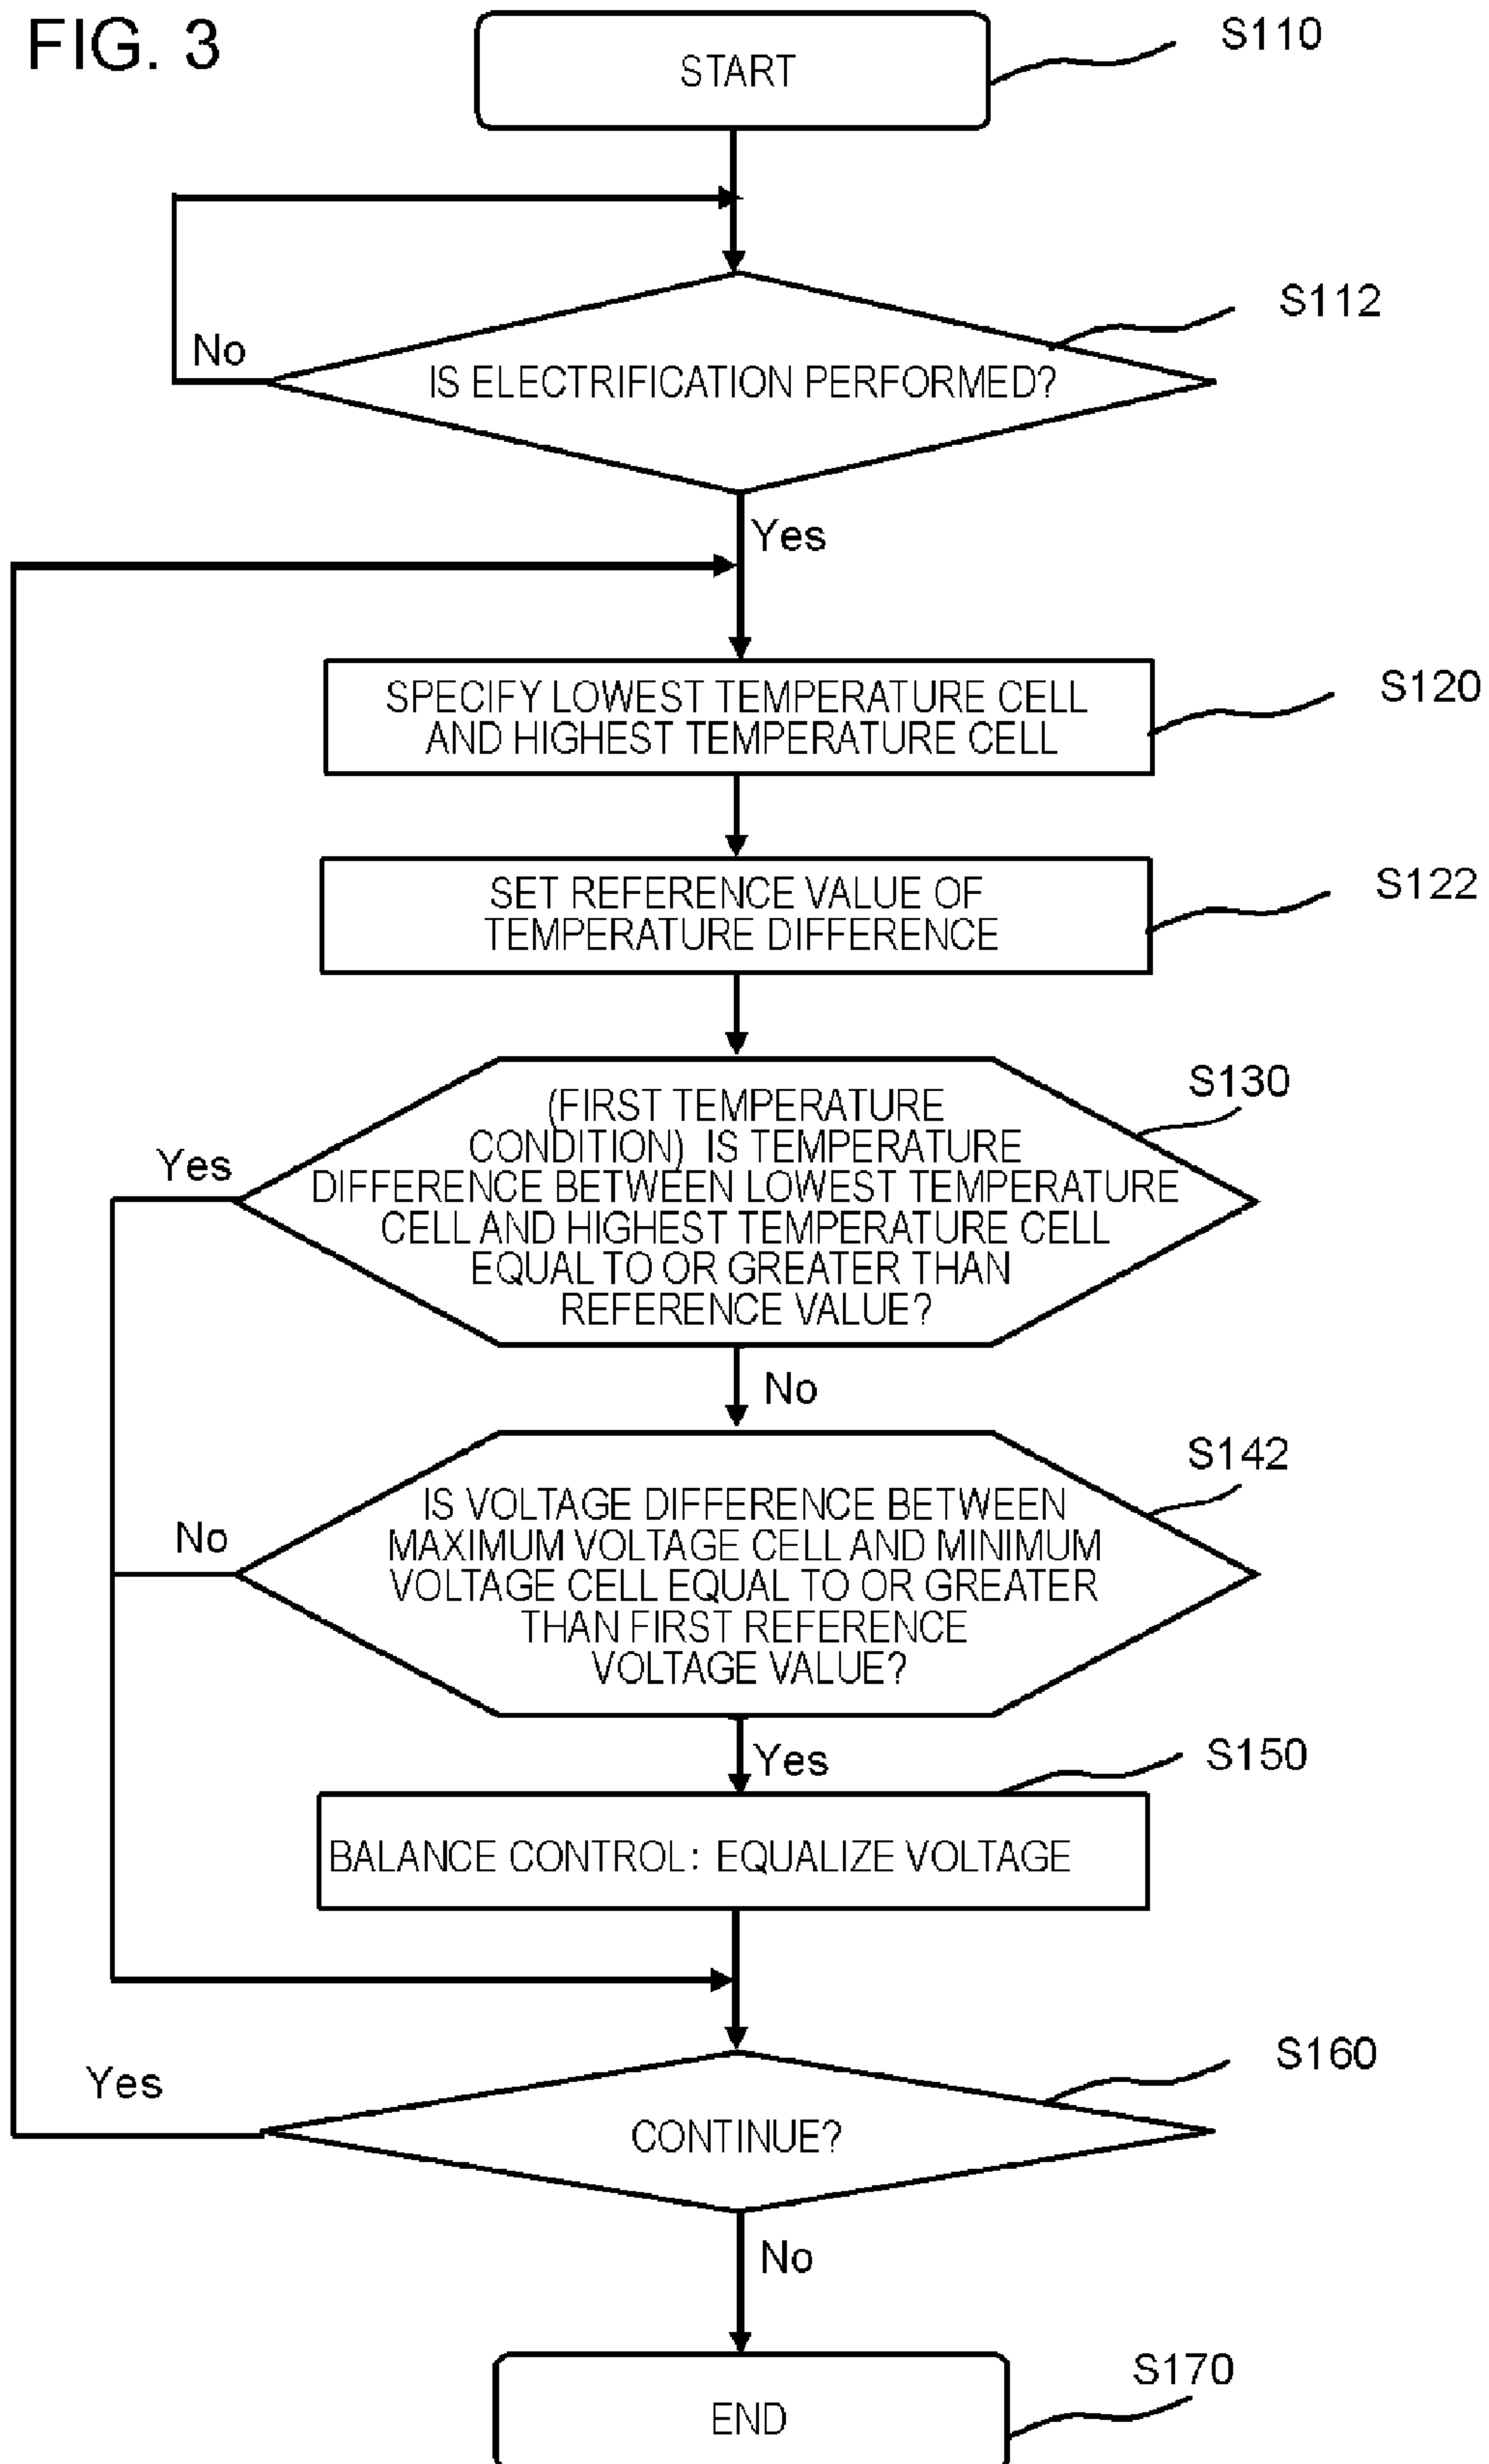 FIG. 3
START
S110
S112
No
IS ELECTRIFICATION PERFORMED?
Yes
SPECIFY LOWEST TEMPERATURE CELL
AND HIGHEST TEMPERATURE CELL
S120
SET REFERENCE VALUE OF
TEMPERATURE DIFFERENCE
S122
S130
(FIRST TEMPERATURE
CONDITION) IS TEMPERATURE
DIFFERENCE BETWEEN LOWEST TEMPERATURE
CELL AND HIGHEST TEMPERATURE CELL
EQUAL TO OR GREATER THAN
REFERENCE VALUE?
Yes
No
S142
IS VOLTAGE DIFFERENCE BETWEEN
MAXIMUM VOLTAGE CELL AND MINIMUM
VOLTAGE CELL EQUAL TO OR GREATER
THAN FIRST REFERENCE
VOLTAGE VALUE?
No
Yes
S150
BALANCE CONTROL: EQUALIZE VOLTAGE
S160
Yes
CONTINUE?
No
S170
END